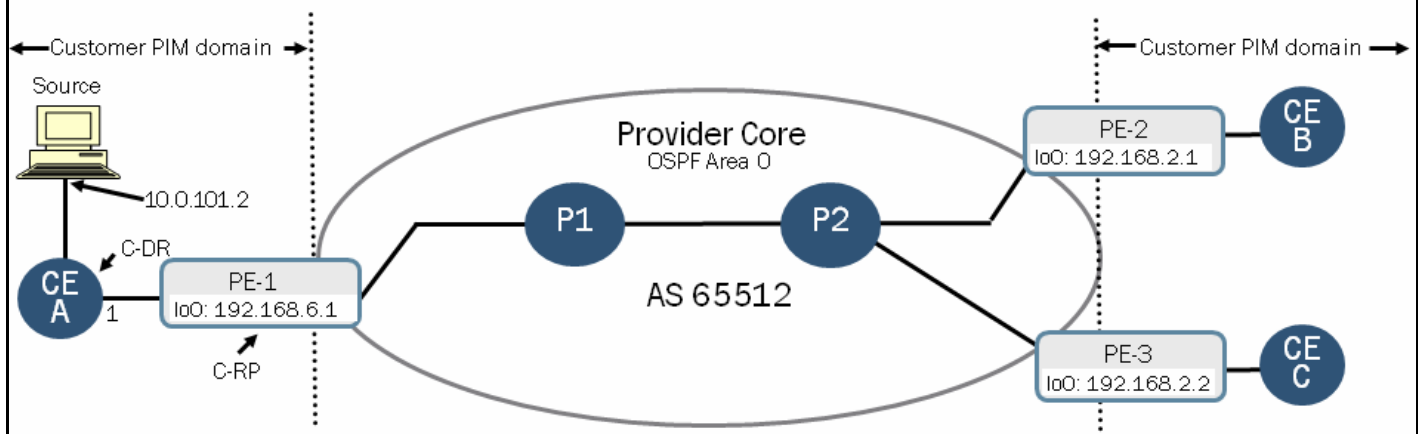 Customer PIM domain
Customer PIM domain
Source
10.0.101.2
C-DR
CE
A
1
PE-1
lo0: 192.168.6.1
C-RP
Provider Core
OSPF Area 0
P1
P2
AS 65512
PE-2
lo0: 192.168.2.1
CE
B
PE-3
lo0: 192.168.2.2
CE
C